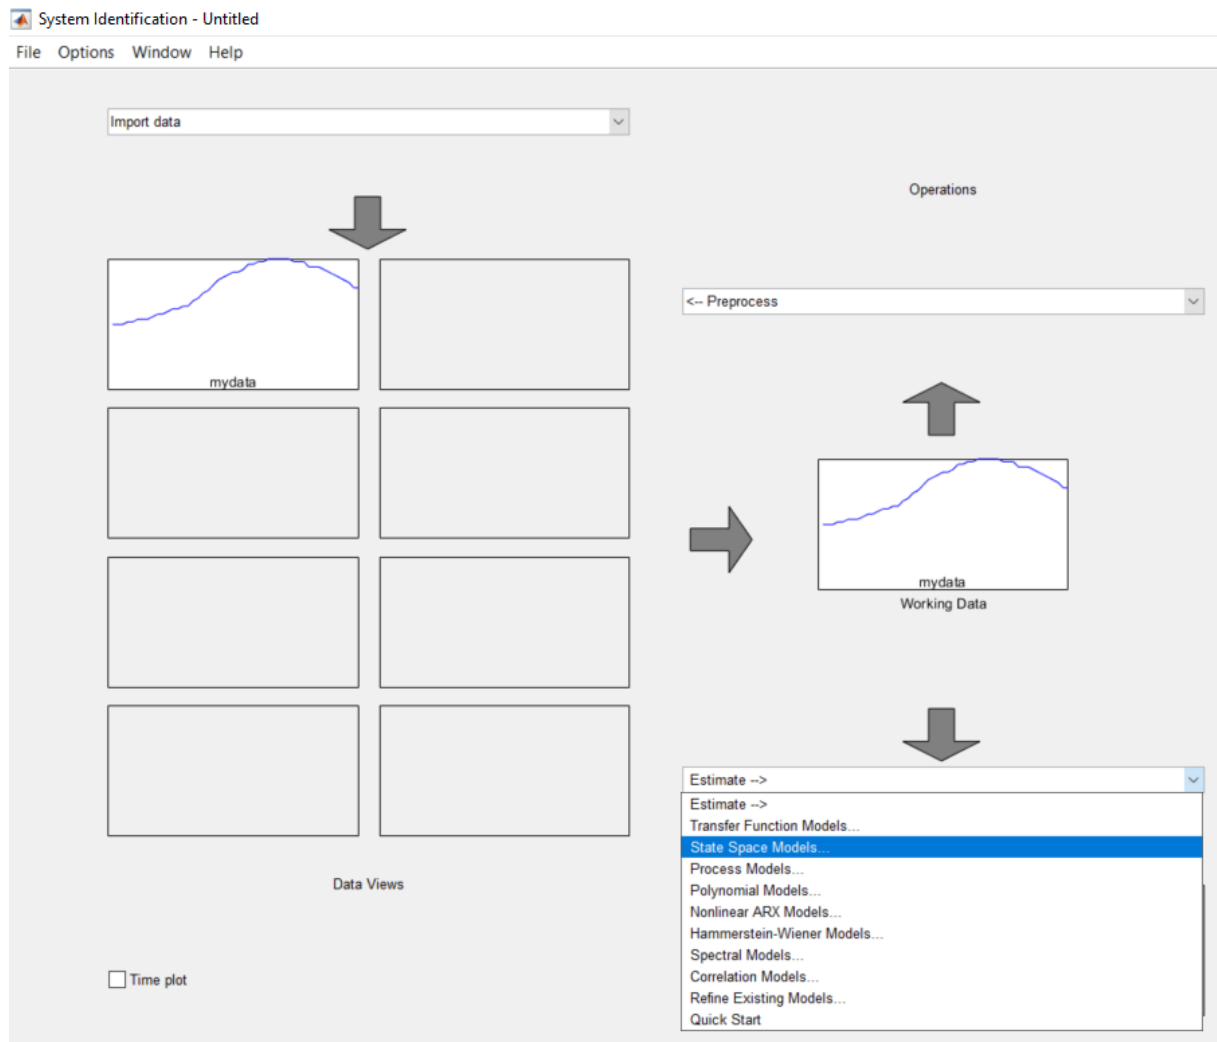 System Identification - Untitled
File Options Window Help
Import data
Operations
<-- Preprocess
mydata
mydata
Working Data
Estimate -->
Estimate -->
Transfer Function Models...
State Space Models...
Process Models...
Polynomial Models...
Nonlinear ARX Models...
Hammerstein-Wiener Models...
Spectral Models...
Correlation Models...
Refine Existing Models...
Quick Start
Data Views
Time plot